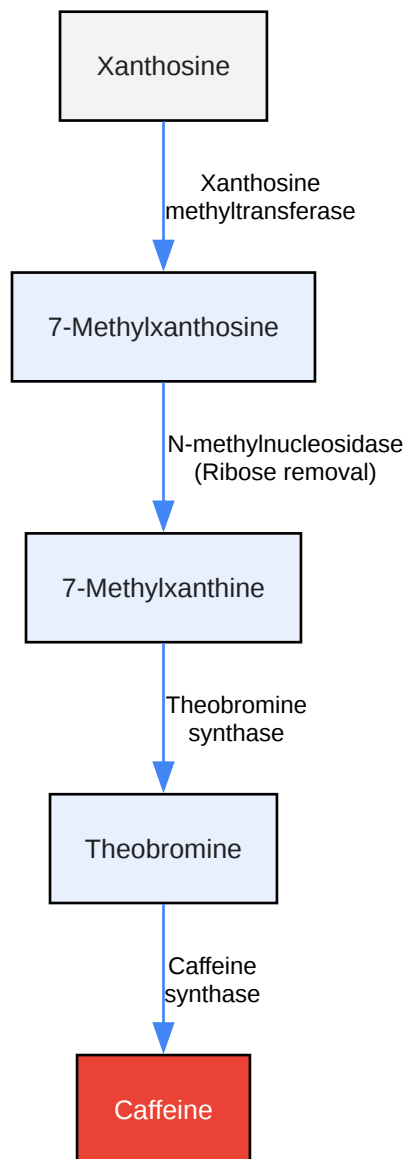 Xanthosine
Xanthosine
methyltransferase
7-Methylxanthosine
N-methylnucleosidase
(Ribose removal)
7-Methylxanthine
Theobromine
synthase
Theobromine
Caffeine
synthase
Caffeine